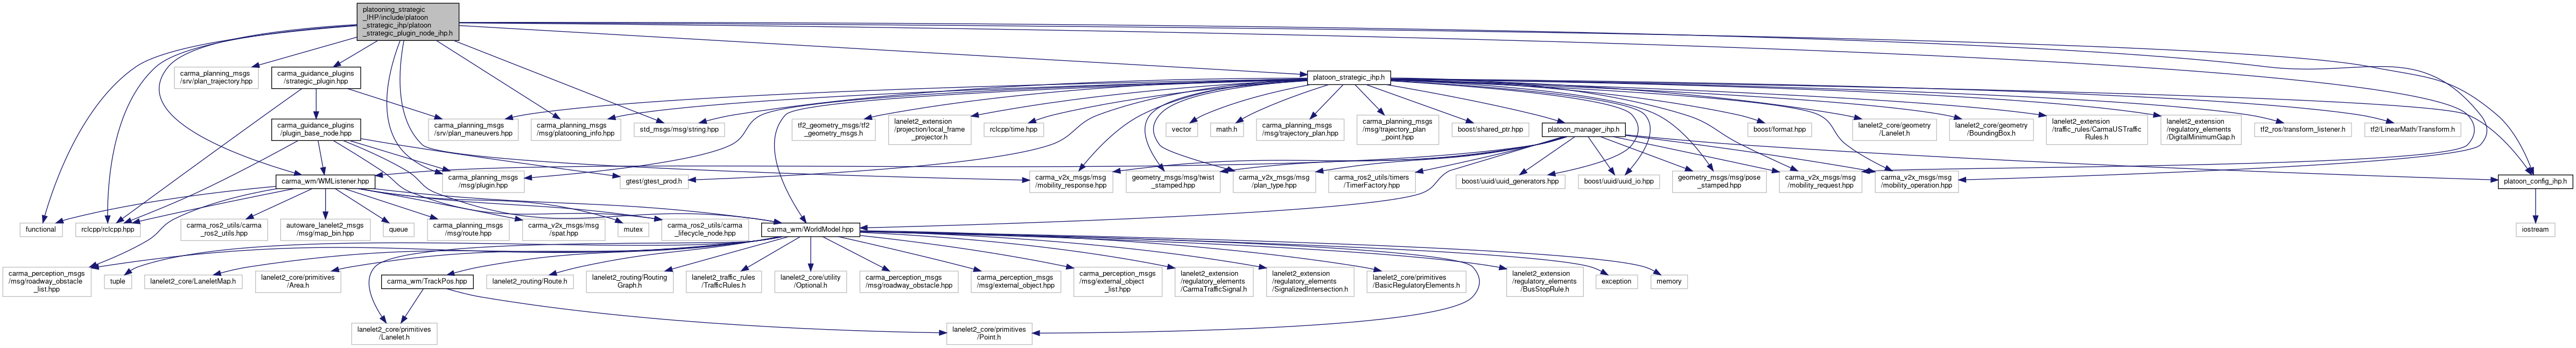 platooning_strategic
_IHP/include/platoon
_strategic_ihp/platoon
_strategic_plugin_node_ihp.h
carma_planning_msgs
/srv/plan_trajectory.hpp
carma_guidance_plugins
/strategic_plugin.hpp
platoon_strategic_ihp.h
carma_guidance_plugins
/plugin_base_node.hpp
carma_planning_msgs
/srv/plan_maneuvers.hpp
carma_planning_msgs
/msg/platooning_info.hpp
std_msgs/msg/string.hpp
tf2_geometry_msgs/tf2
_geometry_msgs.h
lanelet2_extension
/projection/local_frame
_projector.h
rclcpp/time.hpp
vector
math.h
carma_planning_msgs
/msg/trajectory_plan.hpp
carma_planning_msgs
/msg/trajectory_plan
_point.hpp
boost/shared_ptr.hpp
platoon_manager_ihp.h
boost/format.hpp
lanelet2_core/geometry
/Lanelet.h
lanelet2_core/geometry
/BoundingBox.h
lanelet2_extension
/traffic_rules/CarmaUSTraffic
Rules.h
lanelet2_extension
/regulatory_elements
/DigitalMinimumGap.h
tf2_ros/transform_listener.h
tf2/LinearMath/Transform.h
carma_wm/WMListener.hpp
carma_planning_msgs
/msg/plugin.hpp
gtest/gtest_prod.h
carma_v2x_msgs/msg
/mobility_response.hpp
geometry_msgs/msg/twist
_stamped.hpp
carma_v2x_msgs/msg
/plan_type.hpp
carma_ros2_utils/timers
/TimerFactory.hpp
boost/uuid/uuid_generators.hpp
boost/uuid/uuid_io.hpp
geometry_msgs/msg/pose
_stamped.hpp
carma_v2x_msgs/msg
/mobility_request.hpp
carma_v2x_msgs/msg
/mobility_operation.hpp
platoon_config_ihp.h
functional
rclcpp/rclcpp.hpp
carma_ros2_utils/carma
_ros2_utils.hpp
autoware_lanelet2_msgs
/msg/map_bin.hpp
queue
carma_planning_msgs
/msg/route.hpp
carma_v2x_msgs/msg
/spat.hpp
mutex
carma_ros2_utils/carma
_lifecycle_node.hpp
carma_wm/WorldModel.hpp
iostream
carma_perception_msgs
/msg/roadway_obstacle
_list.hpp
tuple
lanelet2_core/LaneletMap.h
lanelet2_core/primitives
/Area.h
carma_wm/TrackPos.hpp
lanelet2_routing/Route.h
lanelet2_routing/Routing
Graph.h
lanelet2_traffic_rules
/TrafficRules.h
lanelet2_core/utility
/Optional.h
carma_perception_msgs
/msg/roadway_obstacle.hpp
carma_perception_msgs
/msg/external_object.hpp
carma_perception_msgs
/msg/external_object
_list.hpp
lanelet2_extension
/regulatory_elements
/CarmaTrafficSignal.h
lanelet2_extension
/regulatory_elements
/SignalizedIntersection.h
lanelet2_core/primitives
/BasicRegulatoryElements.h
lanelet2_extension
/regulatory_elements
/BusStopRule.h
exception
memory
lanelet2_core/primitives
/Lanelet.h
lanelet2_core/primitives
/Point.h